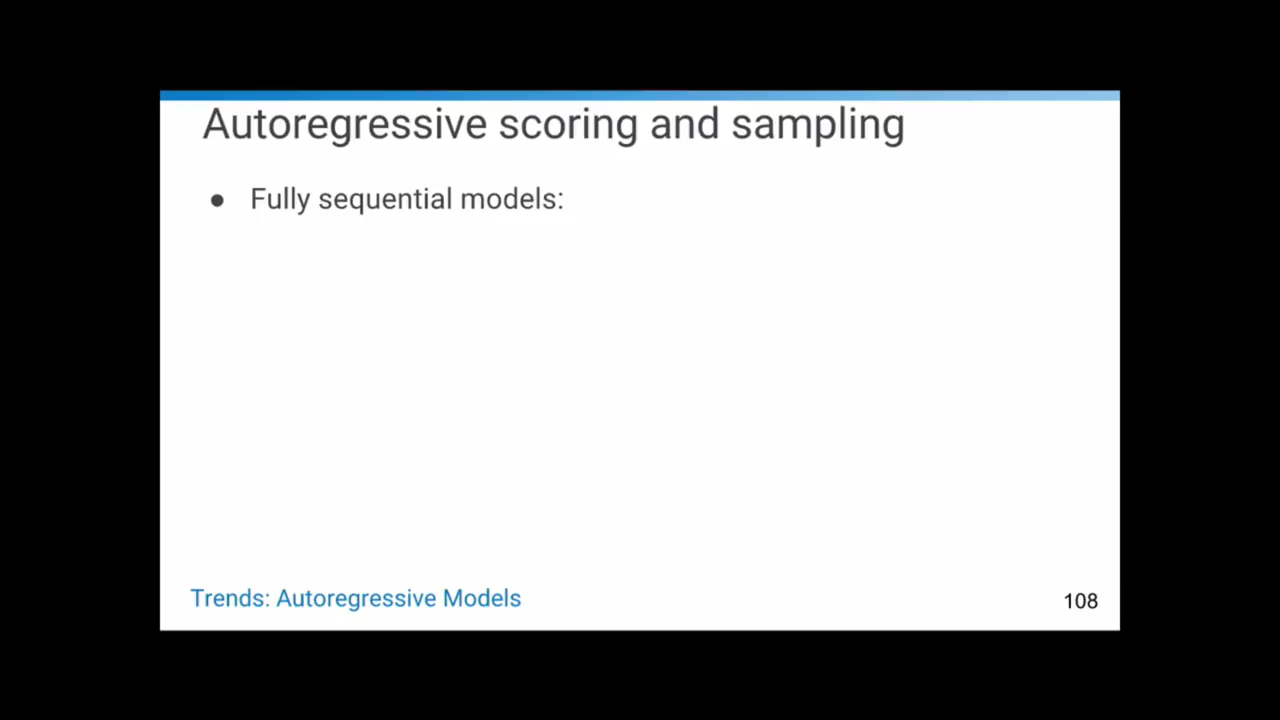 Autoregressive scoring and sampling
● Fully sequential models:
Trends: Autoregressive Models
108